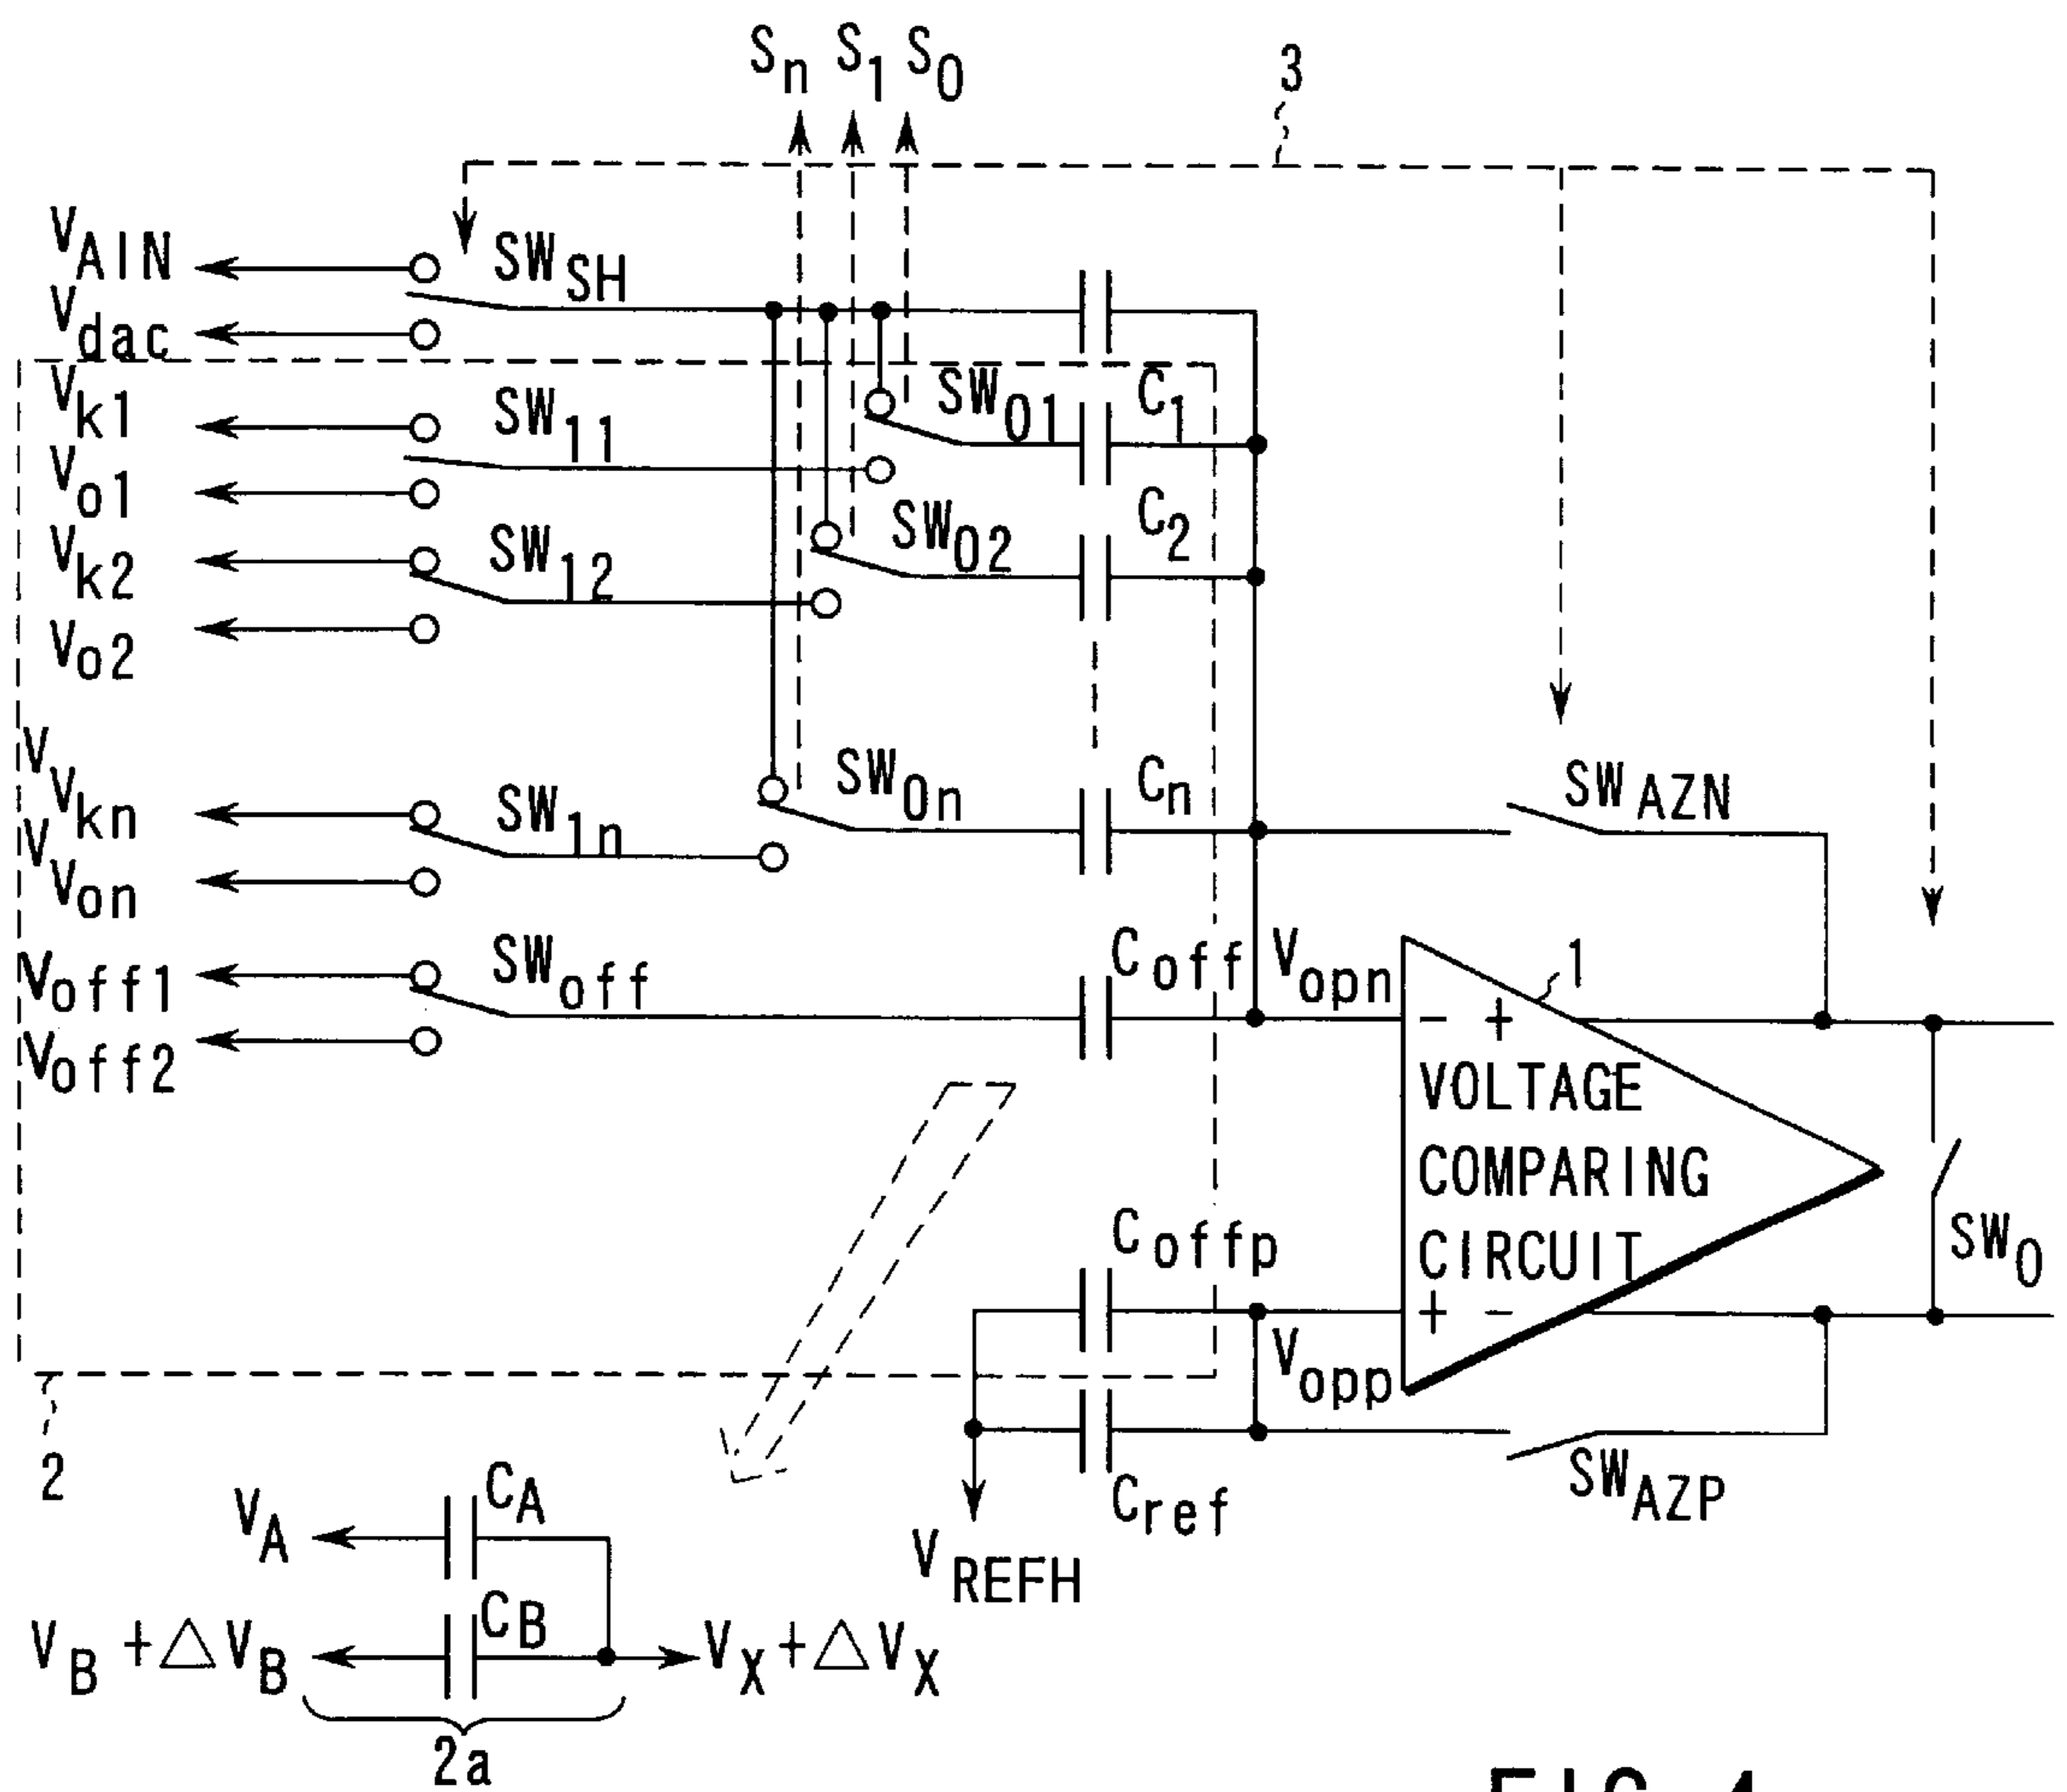 Sn S1 S0
3
VAIN
SWSH
Vdac
Vk1
SW11
SW01
C1
Vo1
Vk2
SW12
SW02
C2
Vo2
V
Vkn
SW1n
SW0n
Cn
SWAZN
V
Von
Voff1
SWoff
Coff
Vopn
1
Voff2
- +
VOLTAGE
COMPARING
CIRCUIT
+ -
Coffp
SW0
Vopp
2
Cref
SWAZP
VREFH
VA
CA
CB
VB + △VB
VX + △VX
2a